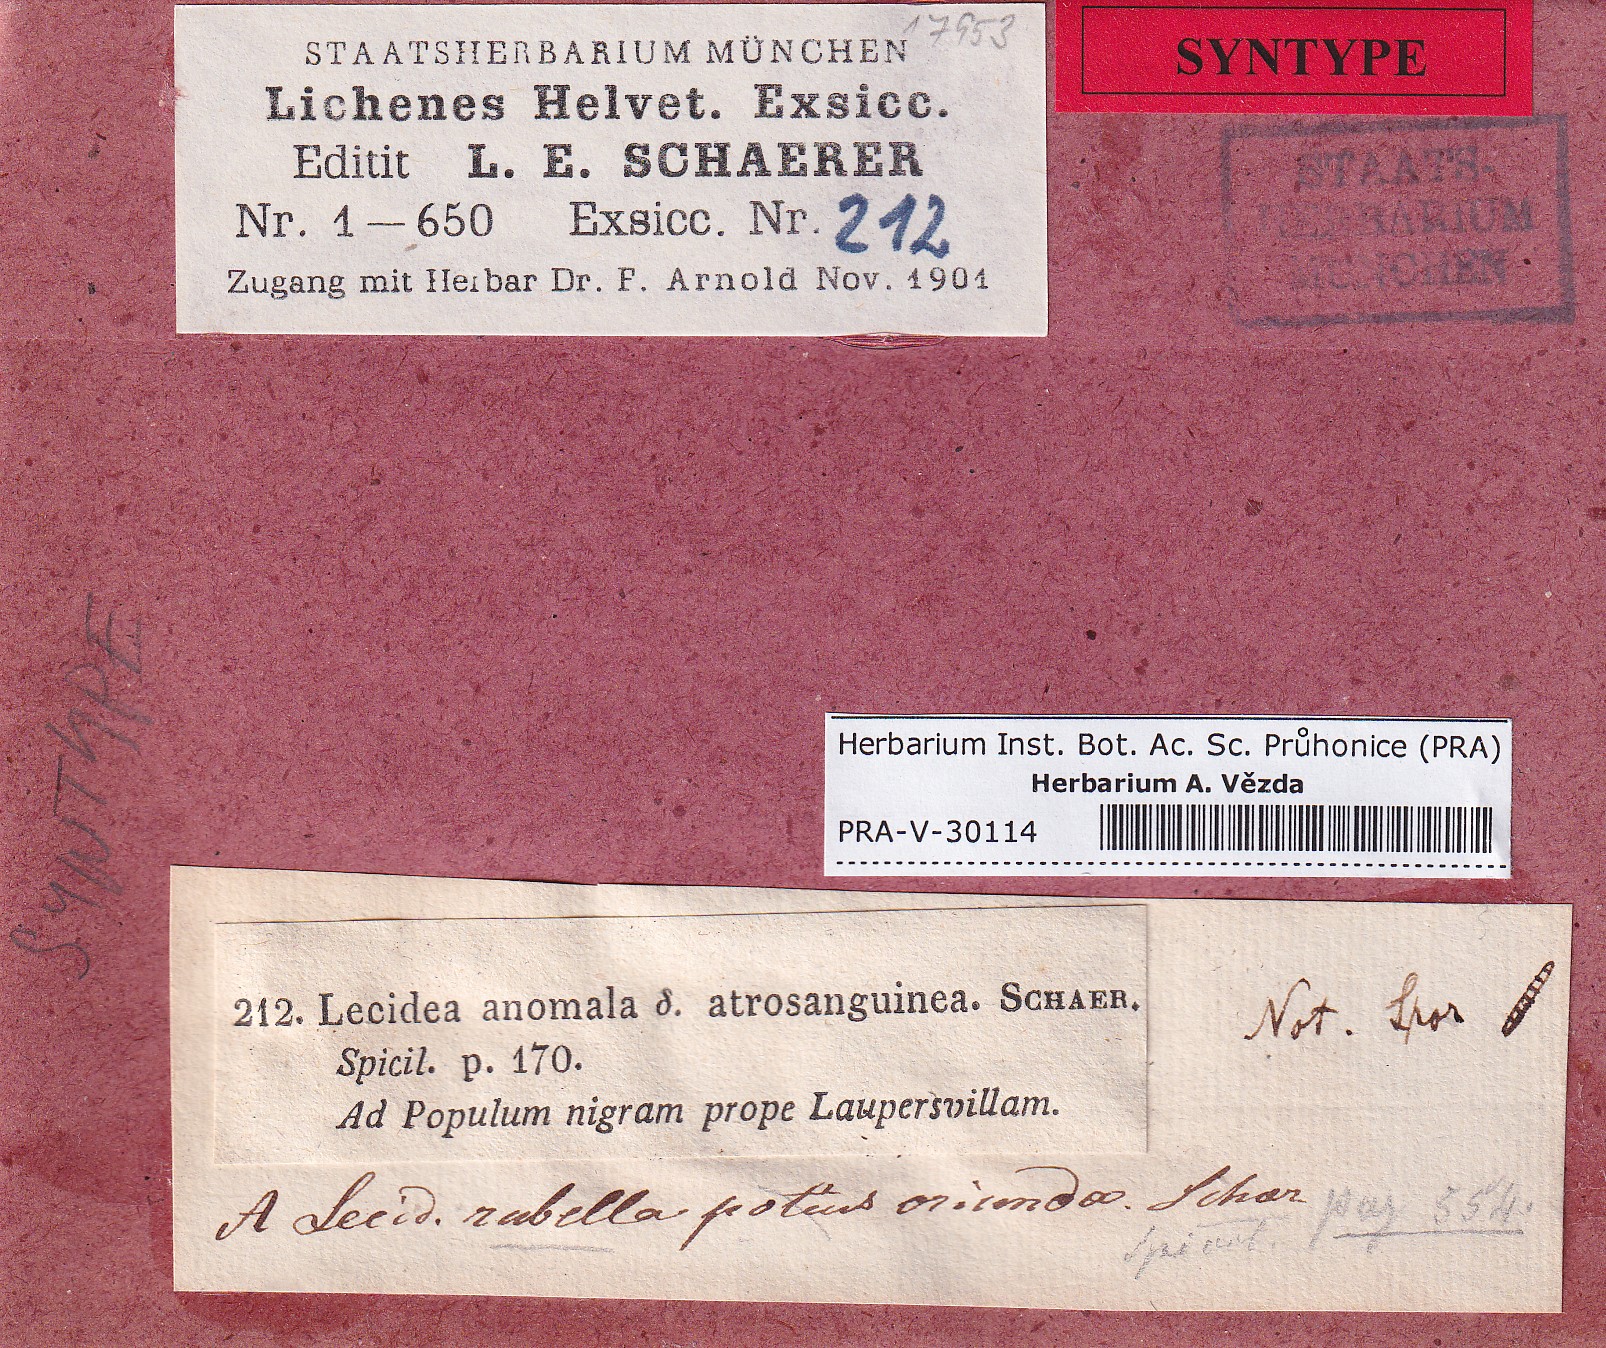 17953
STAATSHERBARIUM MÜNCHEN
Lichenes Helvet. Exsicc.
Editit L. E. SCHAERER
Nr. 1—650 Exsicc. Nr. 212
Zugang mit Herbar Dr. F. Arnold Nov. 1901
SYNTYPE
STAATS-
HERBARIUM
MÜNCHEN
SYNTYPE
Herbarium Inst. Bot. Ac. Sc. Průhonice (PRA)
Herbarium A. Vězda
PRA-V-30114
212. Lecidea anomala δ. atrosanguinea. SCHAER.
Spicil. p. 170.
Ad Populum nigram prope Laupersvillam.
Not. Spor
A Lecid. rubella potius oriunda. Schaer
Spicil. pag 554.